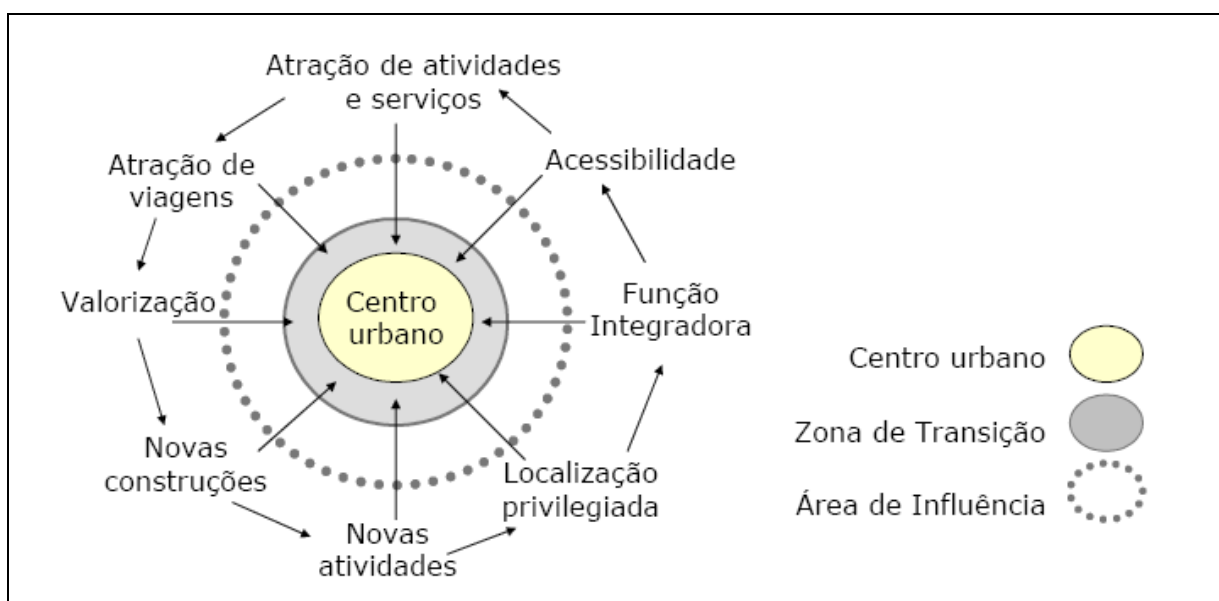 Atração de atividades
e serviços
Atração de
viagens
Acessibilidade
Valorização
Centro
urbano
Função
Integradora
Novas
construções
Localização
privilegiada
Novas
atividades
Centro urbano
Zona de Transição
Área de Influência